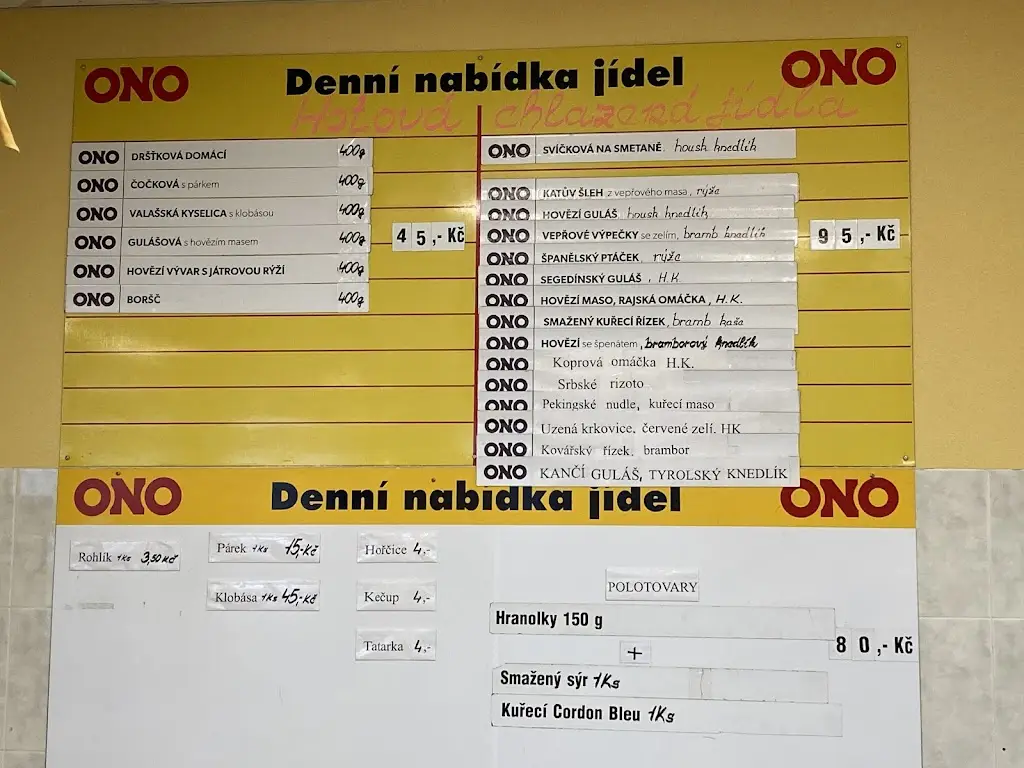 ONO Denní nabídka jídel ONO
Hotová chlazená jídla
ONO DRŠŤKOVÁ DOMÁCÍ 400g
ONO ČOČKOVÁ s párkem 400g
ONO VALAŠSKÁ KYSELICA s klobásou 400g
ONO GULÁŠOVÁ s hovězím masem 400g
ONO HOVĚZÍ VÝVAR S JÁTROVOU RÝŽÍ 400g
ONO BORŠČ 400g
45,- Kč
ONO SVÍČKOVÁ NA SMETANĚ. housk knedlík
ONO KATŮV ŠLEH z vepřového masa, rýže
ONO HOVĚZÍ GULÁŠ housk knedlík
ONO VEPŘOVÉ VÝPEČKY se zelím, bramb knedlík
ONO ŠPANĚLSKÝ PTÁČEK, rýže
ONO SEGEDÍNSKÝ GULÁŠ , H.K
ONO HOVĚZÍ MASO, RAJSKÁ OMÁČKA, H.K.
ONO SMAŽENÝ KUŘECÍ ŘÍZEK, bramb kaše
ONO HOVĚZÍ se špenátem, bramborový knedlík
ONO Koprová omáčka H.K.
ONO Srbské rizoto
ONO Pekingské nudle, kuřecí maso
ONO Uzená krkovice, červené zelí. HK
ONO Kovářský řízek, brambor
ONO KANČÍ GULÁŠ, TYROLSKÝ KNEDLÍK
95,- Kč
ONO Denní nabídka jídel ONO
Rohlík 1Ks 3,50 Kč
Párek 1Ks 15,-Kč
Klobása 1Ks 45,-Kč
Hořčice 4,-
Kečup 4,-
Tatarka 4,-
POLOTOVARY
Hranolky 150 g
+
Smažený sýr 1Ks
Kuřecí Cordon Bleu 1Ks
80,- Kč